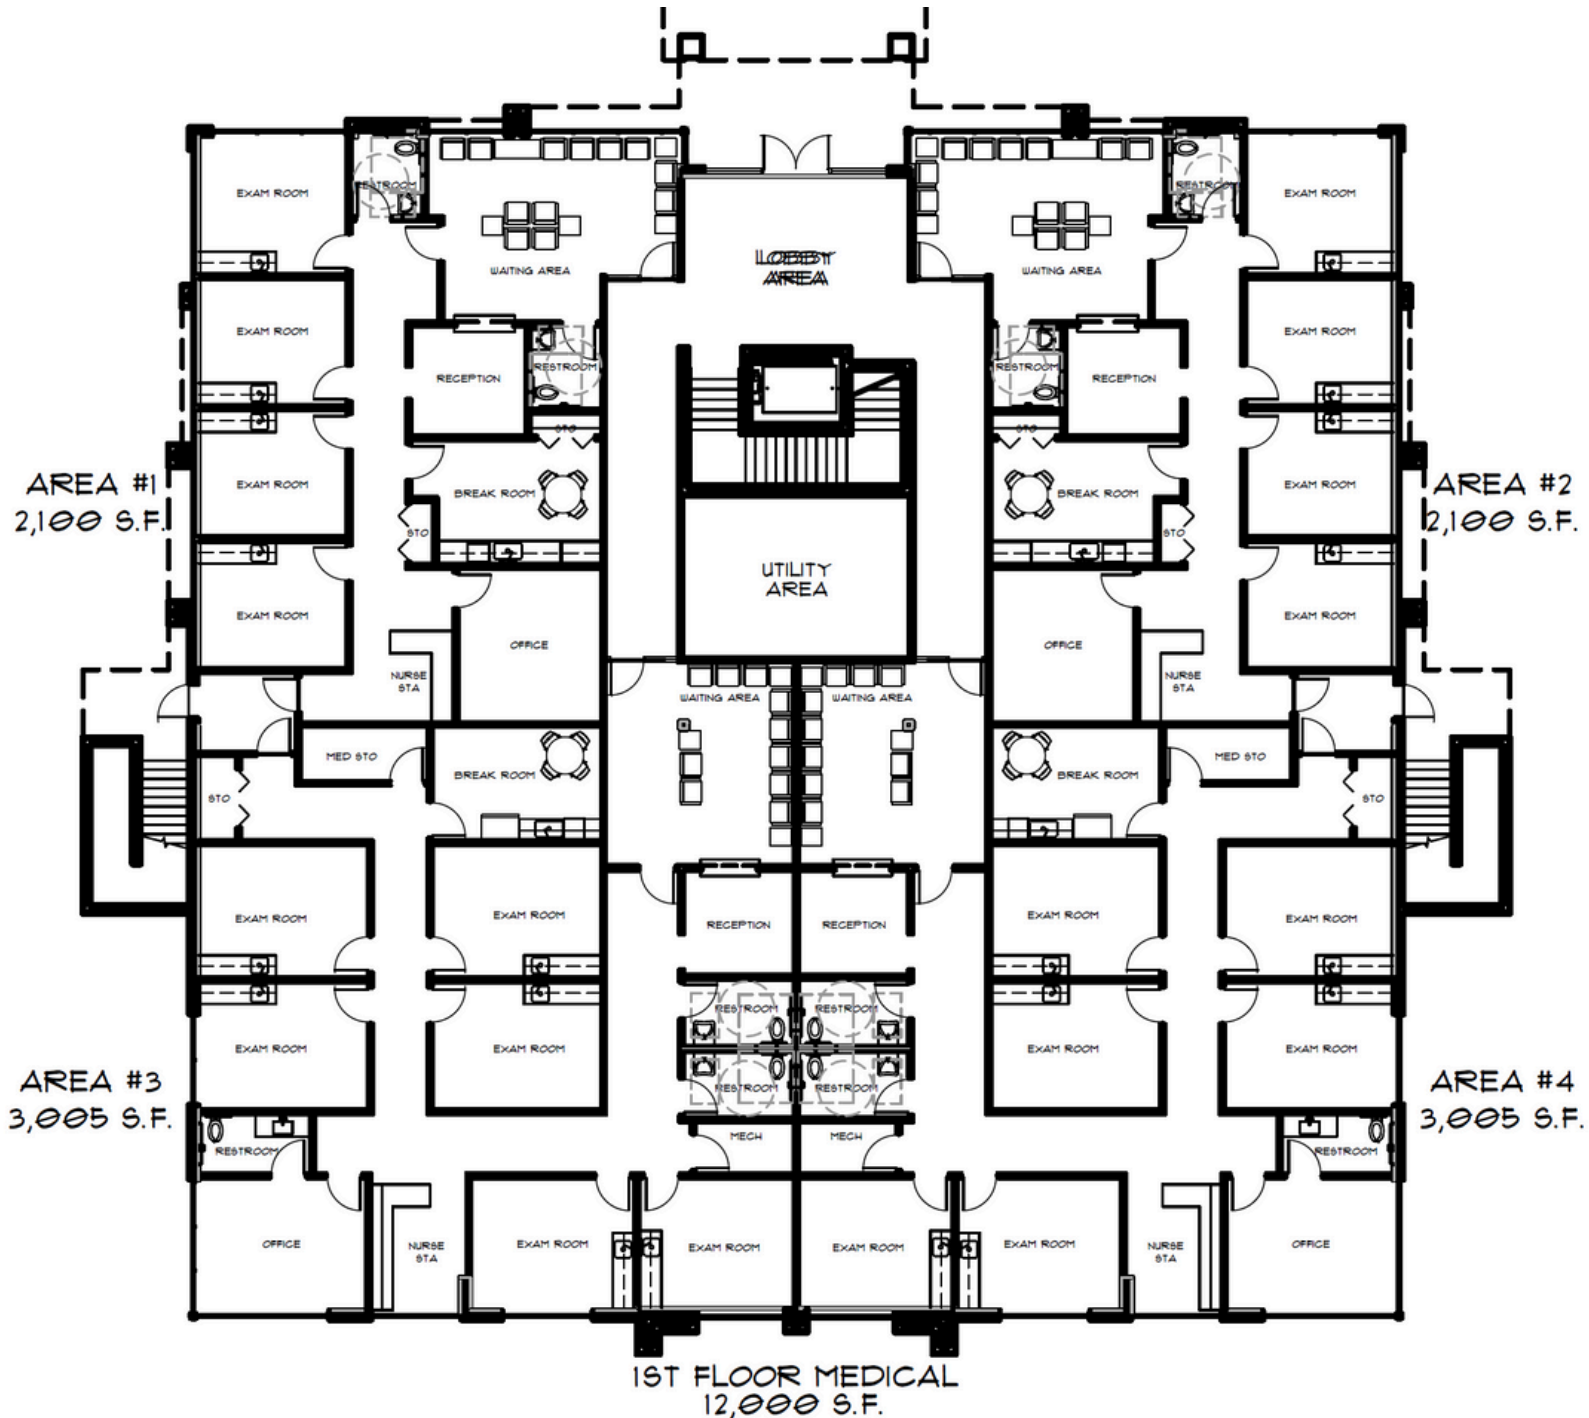 EXAM ROOM
RESTROOM
WAITING AREA
LOBBY
AREA
WAITING AREA
RESTROOM
EXAM ROOM
EXAM ROOM
RECEPTION
RESTROOM
RESTROOM
RECEPTION
EXAM ROOM
STO
STO
AREA #1
2,100 S.F.
EXAM ROOM
BREAK ROOM
STO
BREAK ROOM
STO
EXAM ROOM
AREA #2
2,100 S.F.
UTILITY
AREA
EXAM ROOM
OFFICE
OFFICE
EXAM ROOM
NURSE
STA
WAITING AREA
WAITING AREA
NURSE
STA
MED STO
BREAK ROOM
BREAK ROOM
MED STO
STO
STO
EXAM ROOM
EXAM ROOM
RECEPTION
RECEPTION
EXAM ROOM
EXAM ROOM
RESTROOM
RESTROOM
EXAM ROOM
EXAM ROOM
EXAM ROOM
EXAM ROOM
AREA #3
3,005 S.F.
RESTROOM
RESTROOM
AREA #4
3,005 S.F.
RESTROOM
MECH
MECH
RESTROOM
OFFICE
NURSE
STA
EXAM ROOM
EXAM ROOM
EXAM ROOM
EXAM ROOM
NURSE
STA
OFFICE
1ST FLOOR MEDICAL
12,000 S.F.